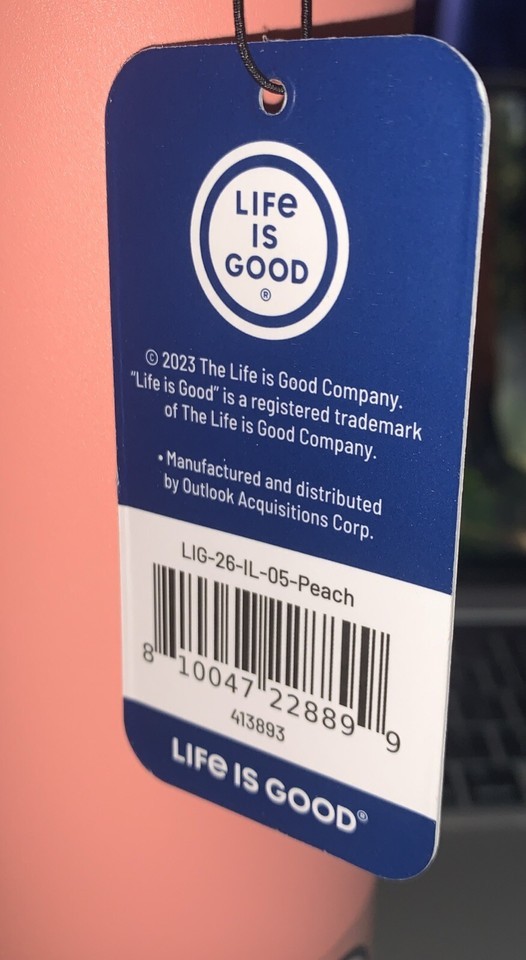 LIFe
IS
GOOD
®
© 2023 The Life is Good Company.
"Life is Good" is a registered trademark
of The Life is Good Company.
• Manufactured and distributed
by Outlook Acquisitions Corp.
LIG-26-IL-05-Peach
8 10047 22889 9
413893
LIFe IS GOOD®